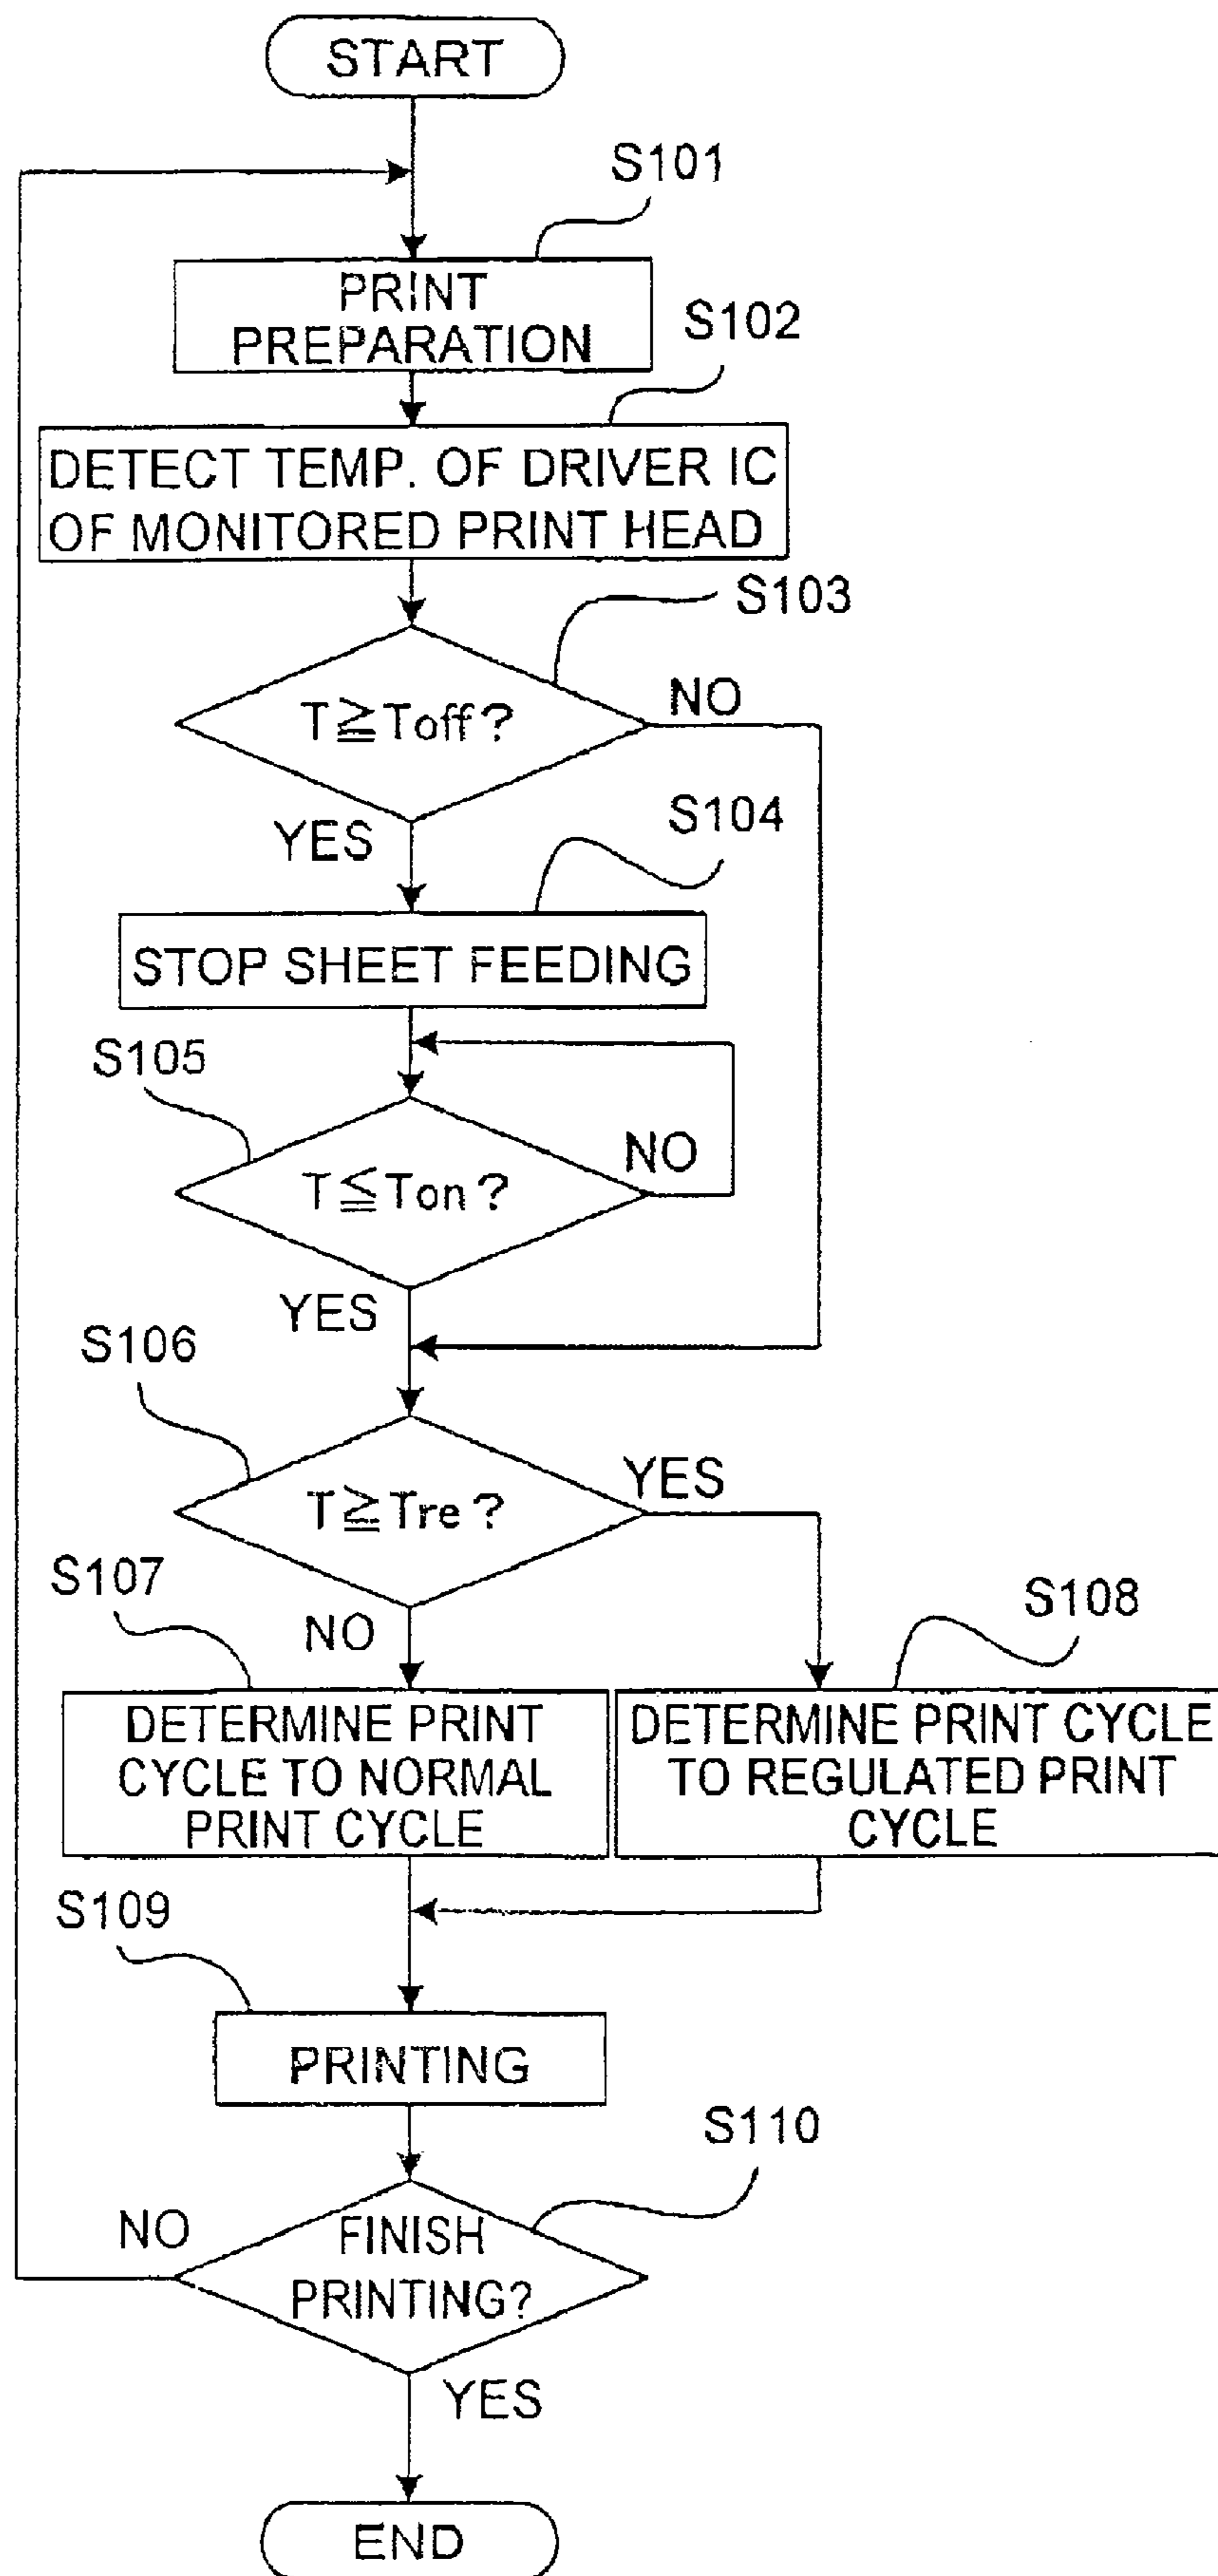 START
S101
PRINT
PREPARATION
S102
DETECT TEMP. OF DRIVER IC
OF MONITORED PRINT HEAD
S103
T≧Toff?
NO
YES
S104
STOP SHEET FEEDING
S105
T≦Ton?
NO
YES
S106
T≧Tre?
YES
NO
S107
DETERMINE PRINT
CYCLE TO NORMAL
PRINT CYCLE
S108
DETERMINE PRINT CYCLE
TO REGULATED PRINT
CYCLE
S109
PRINTING
S110
FINISH
PRINTING?
NO
YES
END